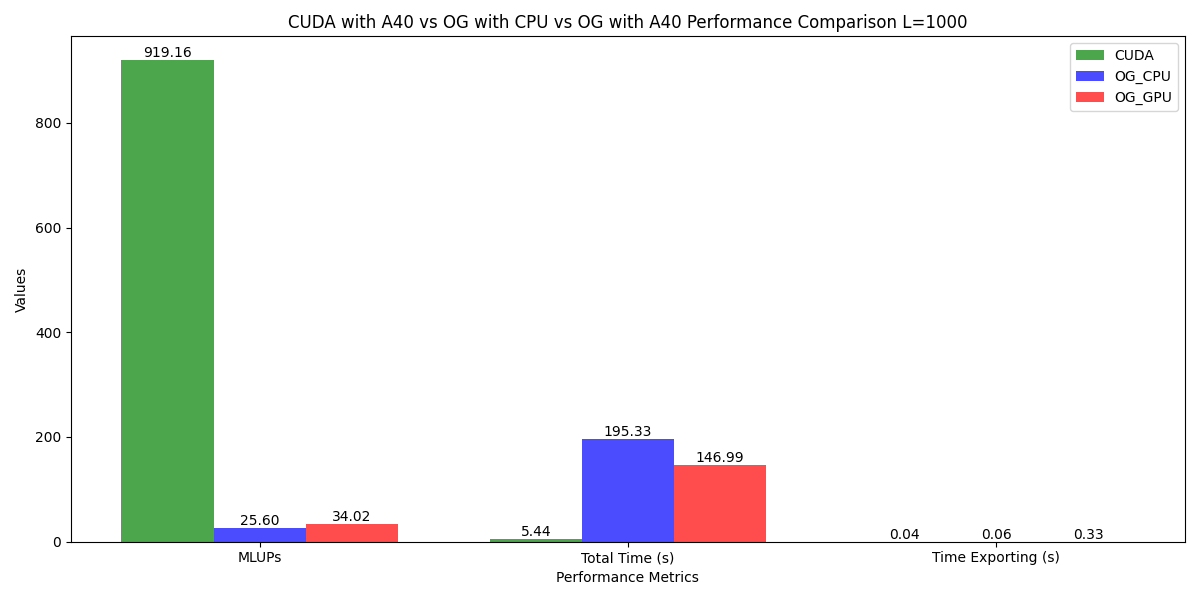 CUDA with A40 vs OG with CPU vs OG with A40 Performance Comparison L=1000
CUDA
OG_CPU
OG_GPU
Values
800
600
400
200
0
919.16
25.60
34.02
5.44
195.33
146.99
0.04
0.06
0.33
MLUPs
Total Time (s)
Time Exporting (s)
Performance Metrics